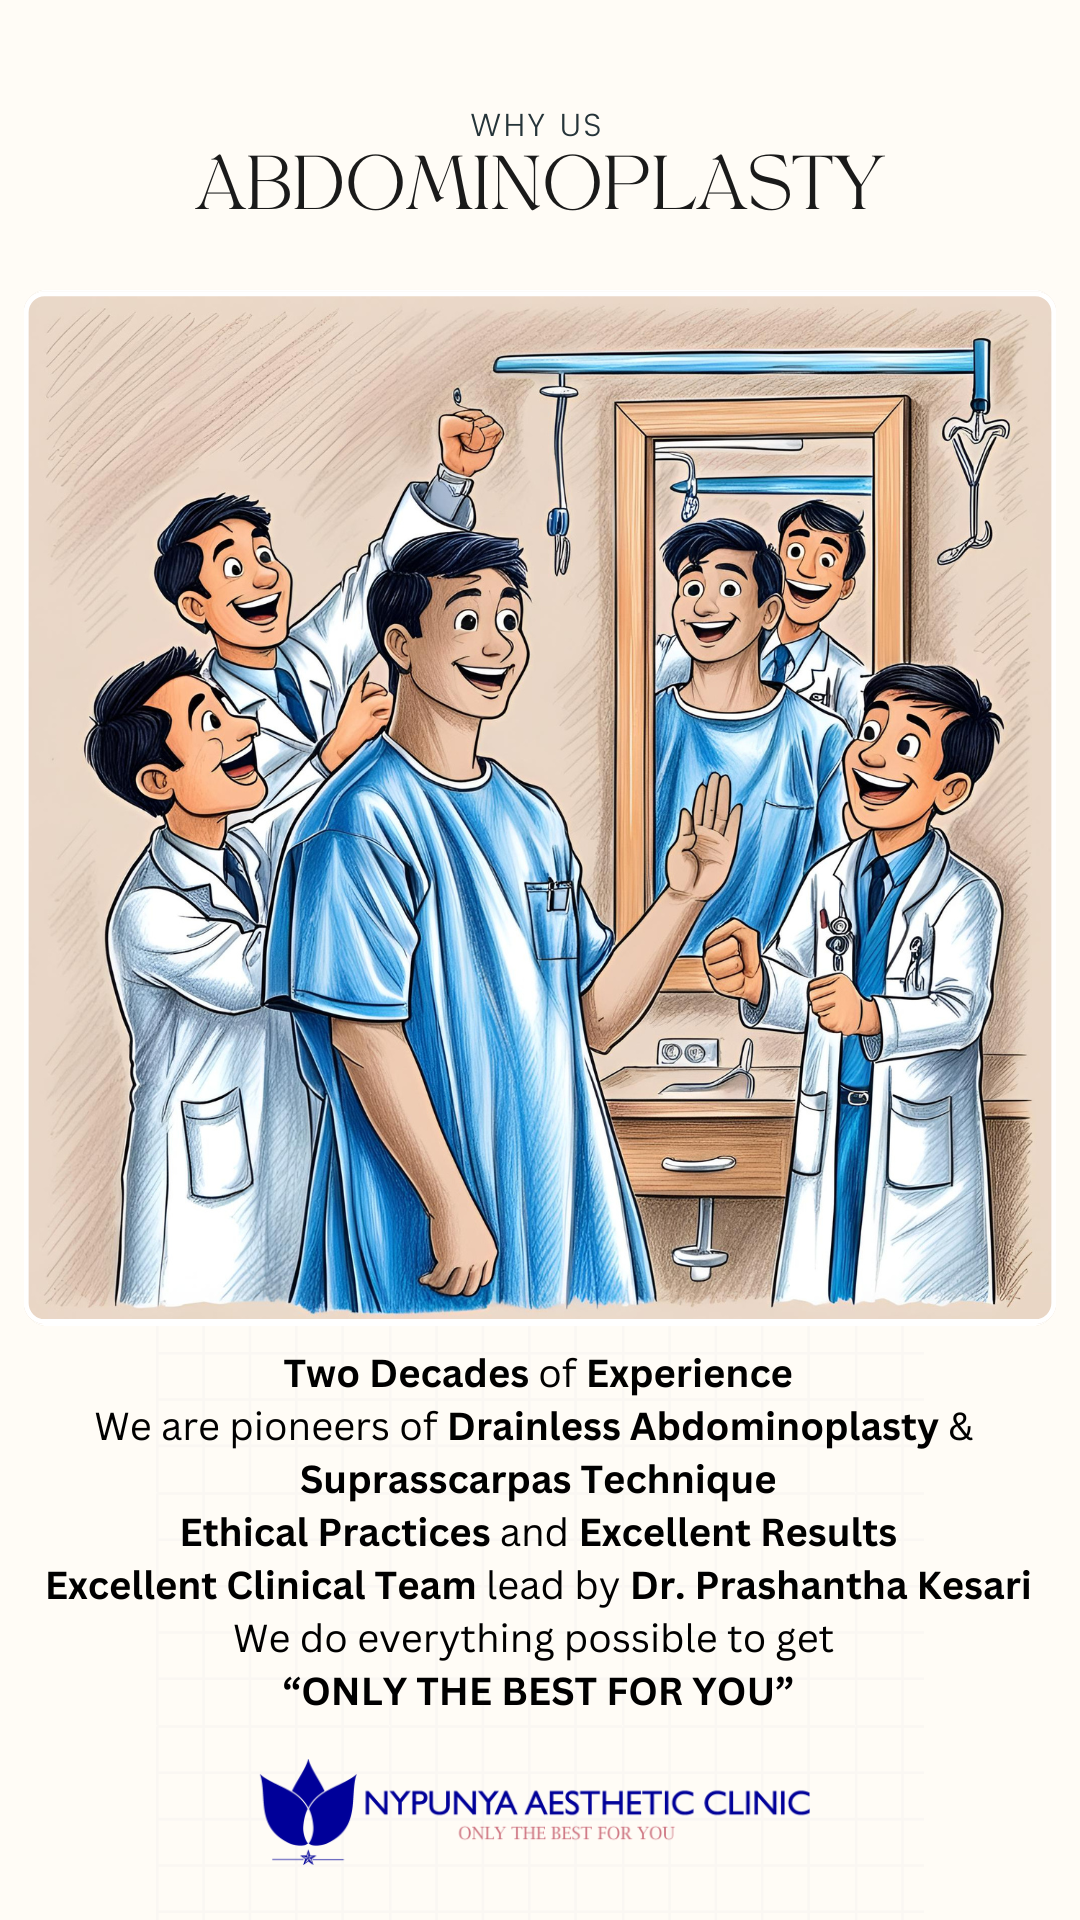 WHY US
ABDOMINOPLASTY
Two Decades of Experience
We are pioneers of Drainless Abdominoplasty &
Suprasscarpas Technique
Ethical Practices and Excellent Results
Excellent Clinical Team lead by Dr. Prashantha Kesari
We do everything possible to get
“ONLY THE BEST FOR YOU”
NYPUNYA AESTHETIC CLINIC
ONLY THE BEST FOR YOU